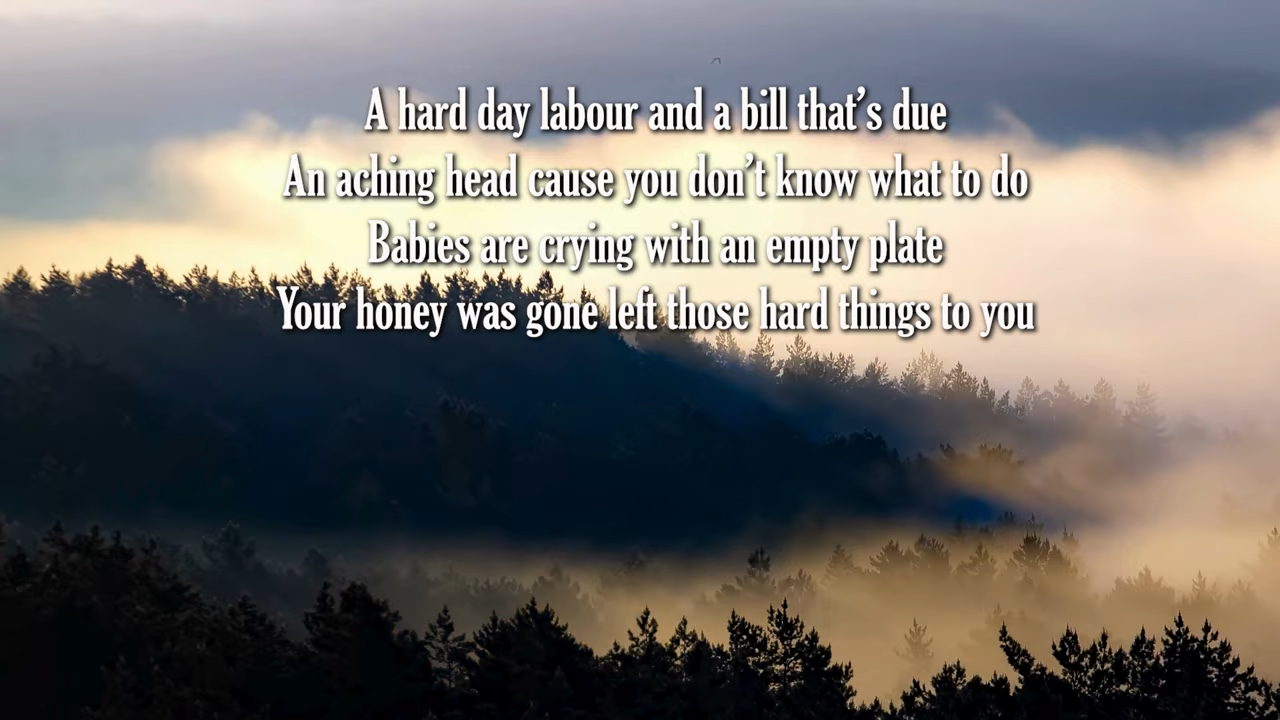 A hard day labour and a bill that’s due
An aching head cause you don’t know what to do
Babies are crying with an empty plate
Your honey was gone left those hard things to you